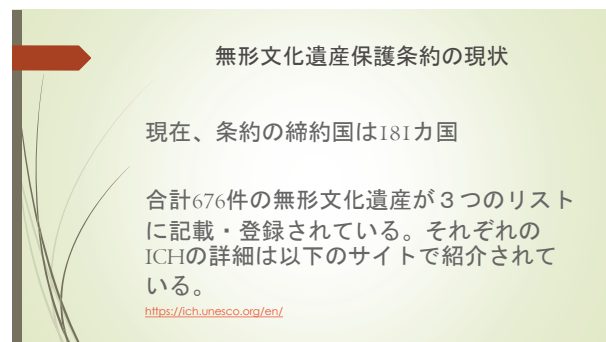 無形文化遺産保護条約の現状
現在、条約の締約国は181カ国
合計676件の無形文化遺産が３つのリスト
に記載・登録されている。それぞれの
ICHの詳細は以下のサイトで紹介されて
いる。
https://ich.unesco.org/en/